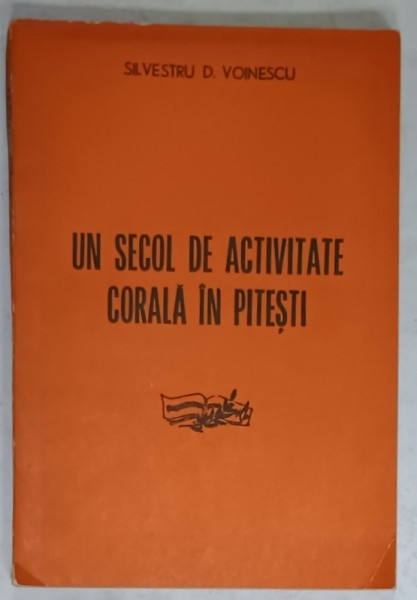 SILVESTRU D. VOINESCU
UN SECOL DE ACTIVITATE
CORALĂ ÎN PITEȘTI